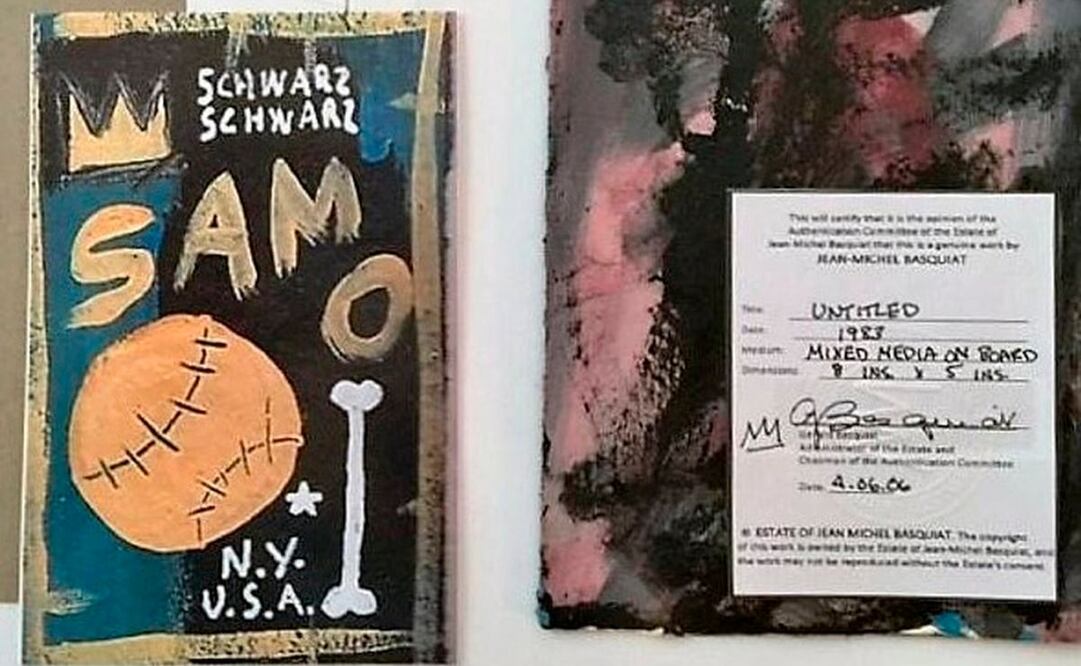 SCHWARZ
SCHWARZ
SAMO
N.Y.
U.S.A.
This will certify that it is the opinion of the
Authentication Committee of the Estate of
Jean-Michel Basquiat that this is a genuine work by
JEAN-MICHEL BASQUIAT
Title: UNTITLED
Date: 1983
Medium: MIXED MEDIA ON BOARD
Dimensions: 8 INS. X 5 INS.
Gerard Basquiat
Administrator of the Estate and
Chairman of the Authentication Committee
Date: 4.06.06
© ESTATE OF JEAN MICHEL BASQUIAT. The copyright
of this work is owned by the Estate of Jean-Michel Basquiat, and
the work may not be reproduced without the Estate's consent.